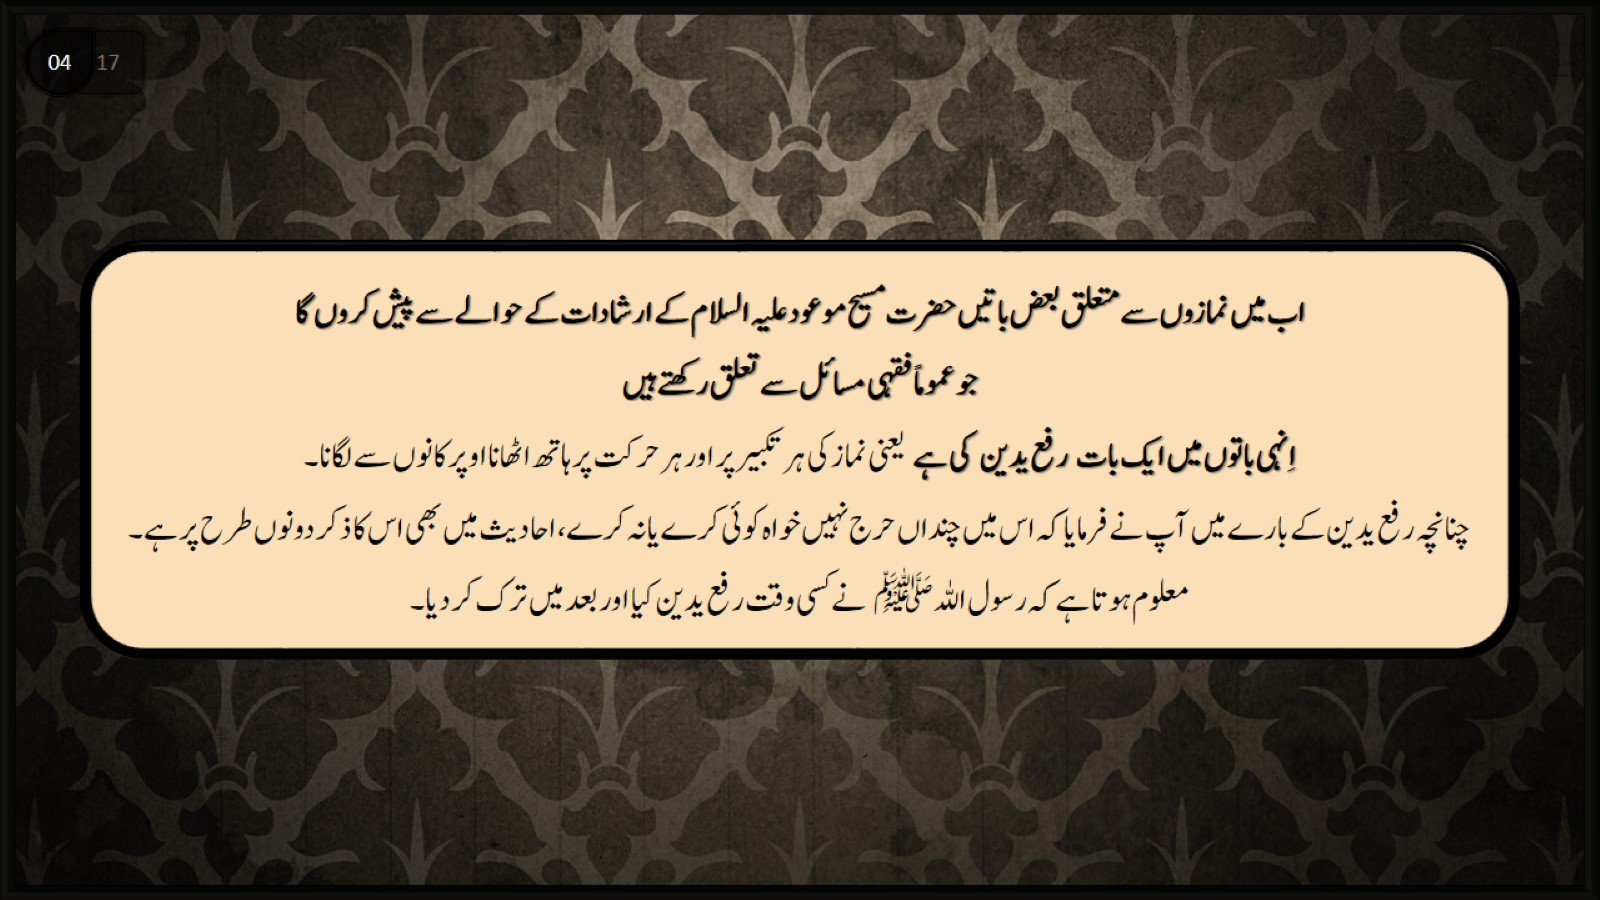 04 17
اب میں نمازوں سے متعلق بعض باتیں حضرت مسیح موعود علیہ السلام کے ارشادات کے حوالے سے پیش کروں گا
جو عموماً فقہی مسائل سے تعلق رکھتے ہیں
اِنہی باتوں میں ایک بات رفع یدین کی ہے یعنی نماز کی ہر تکبیر پر اور ہر حرکت پر ہاتھ اٹھانا اوپر کانوں سے لگانا۔
چنانچہ رفع یدین کے بارے میں آپ نے فرمایا کہ اس میں چنداں حرج نہیں خواہ کوئی کرے یا نہ کرے، احادیث میں بھی اس کا ذکر دونوں طرح پر ہے۔
معلوم ہوتا ہے کہ رسول اللہ ﷺ نے کسی وقت رفع یدین کیا اور بعد میں ترک کر دیا۔